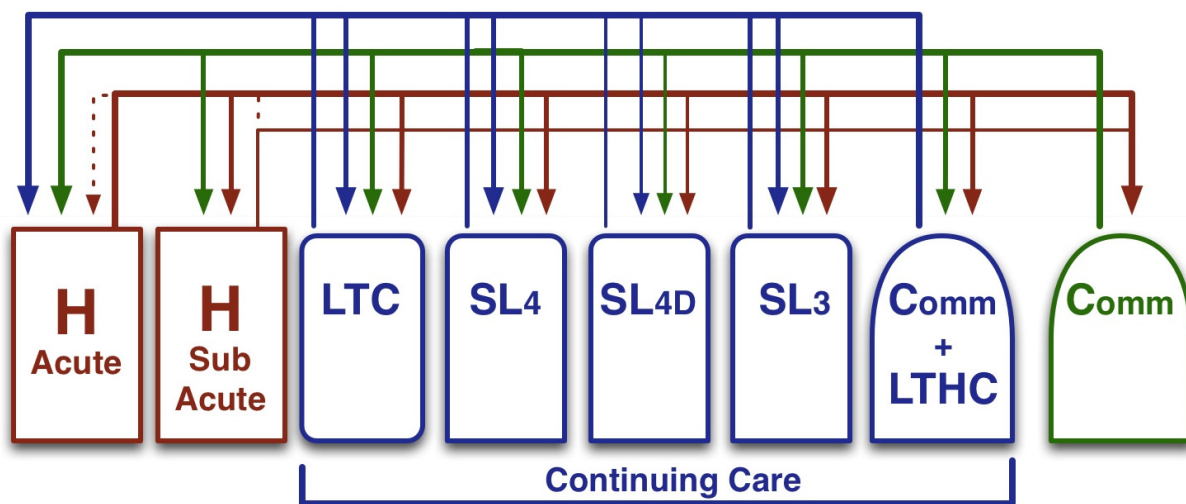 H
Acute
H
Sub
Acute
LTC
SL4
SL4D
SL3
Comm
+
LTHC
Comm
Continuing Care